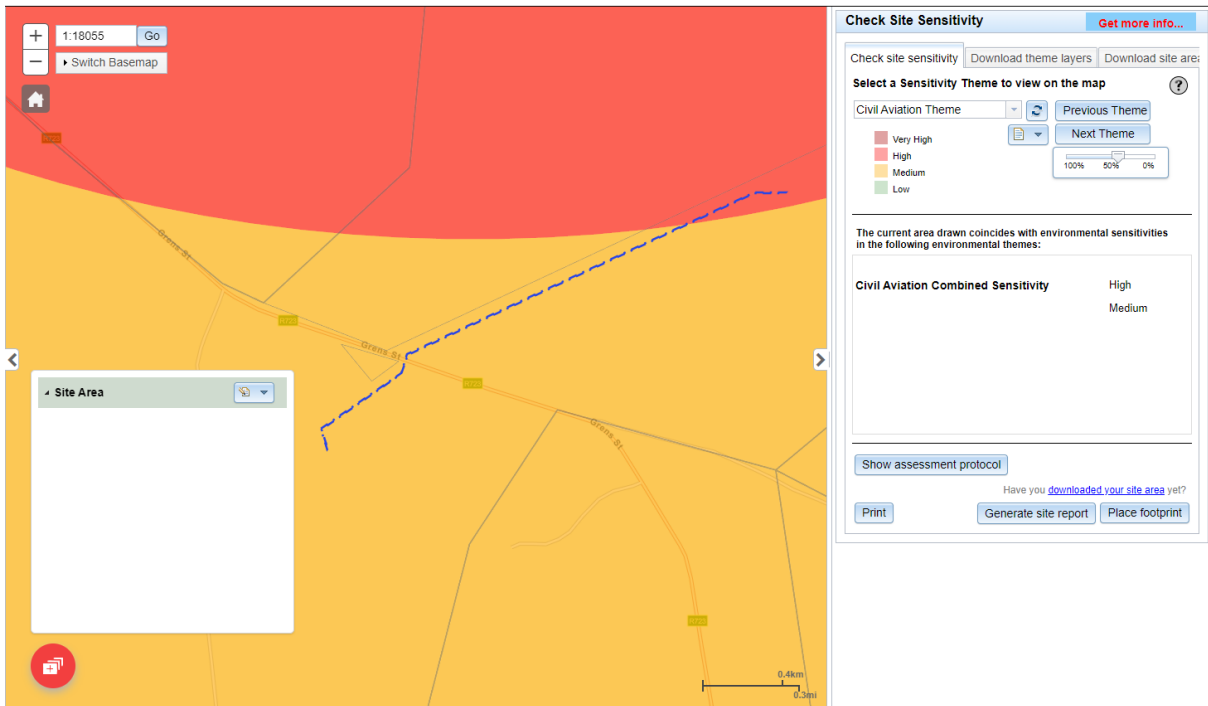 +
1:18055 Go
−
Switch Basemap
R723
Grens St
R723
Grens St
R723
Grens St
R723
Site Area
0.4km
0.3mi
Check Site Sensitivity
Get more info...
Check site sensitivity Download theme layers Download site area
Select a Sensitivity Theme to view on the map
?
Civil Aviation Theme
Previous Theme
Next Theme
Very High
High
Medium
Low
100% 50% 0%
The current area drawn coincides with environmental sensitivities
in the following environmental themes:
Civil Aviation Combined Sensitivity High
Medium
Show assessment protocol
Have you downloaded your site area yet?
Print Generate site report Place footprint